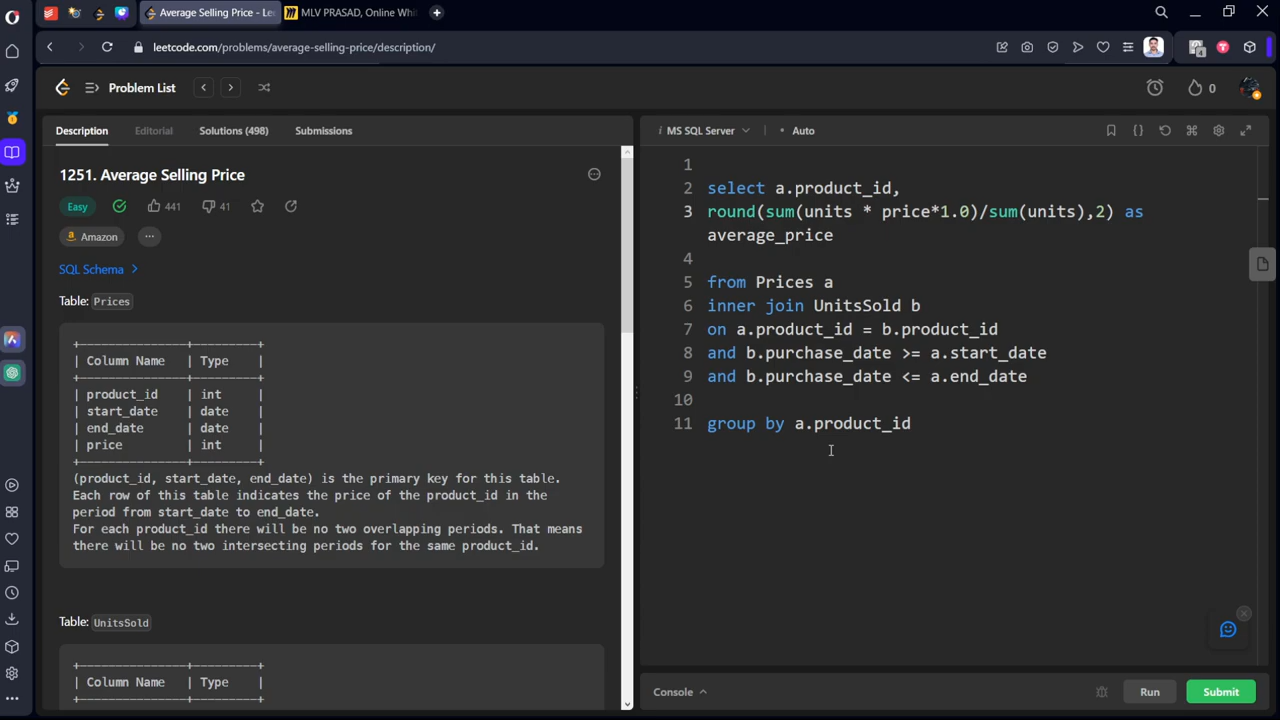 Average Selling Price - Lee
MLV PRASAD, Online Whi
leetcode.com/problems/average-selling-price/description/
4
Problem List
0
Description
Editorial
Solutions (498)
Submissions
i MS SQL Server
• Auto
1251. Average Selling Price
Easy
441
41
Amazon
SQL Schema
Table: Prices
+——————————————+—————————+
| Column Name | Type |
+——————————————+—————————+
| product_id | int |
| start_date | date |
| end_date | date |
| price | int |
+——————————————+—————————+
(product_id, start_date, end_date) is the primary key for this table.
Each row of this table indicates the price of the product_id in the
period from start_date to end_date.
For each product_id there will be no two overlapping periods. That means
there will be no two intersecting periods for the same product_id.
Table: UnitsSold
+——————————————+—————————+
| Column Name | Type |
+——————————————+—————————+
1
2 select a.product_id,
3 round(sum(units * price*1.0)/sum(units),2) as
average_price
4
5 from Prices a
6 inner join UnitsSold b
7 on a.product_id = b.product_id
8 and b.purchase_date >= a.start_date
9 and b.purchase_date <= a.end_date
10
11 group by a.product_id
Console
Run
Submit